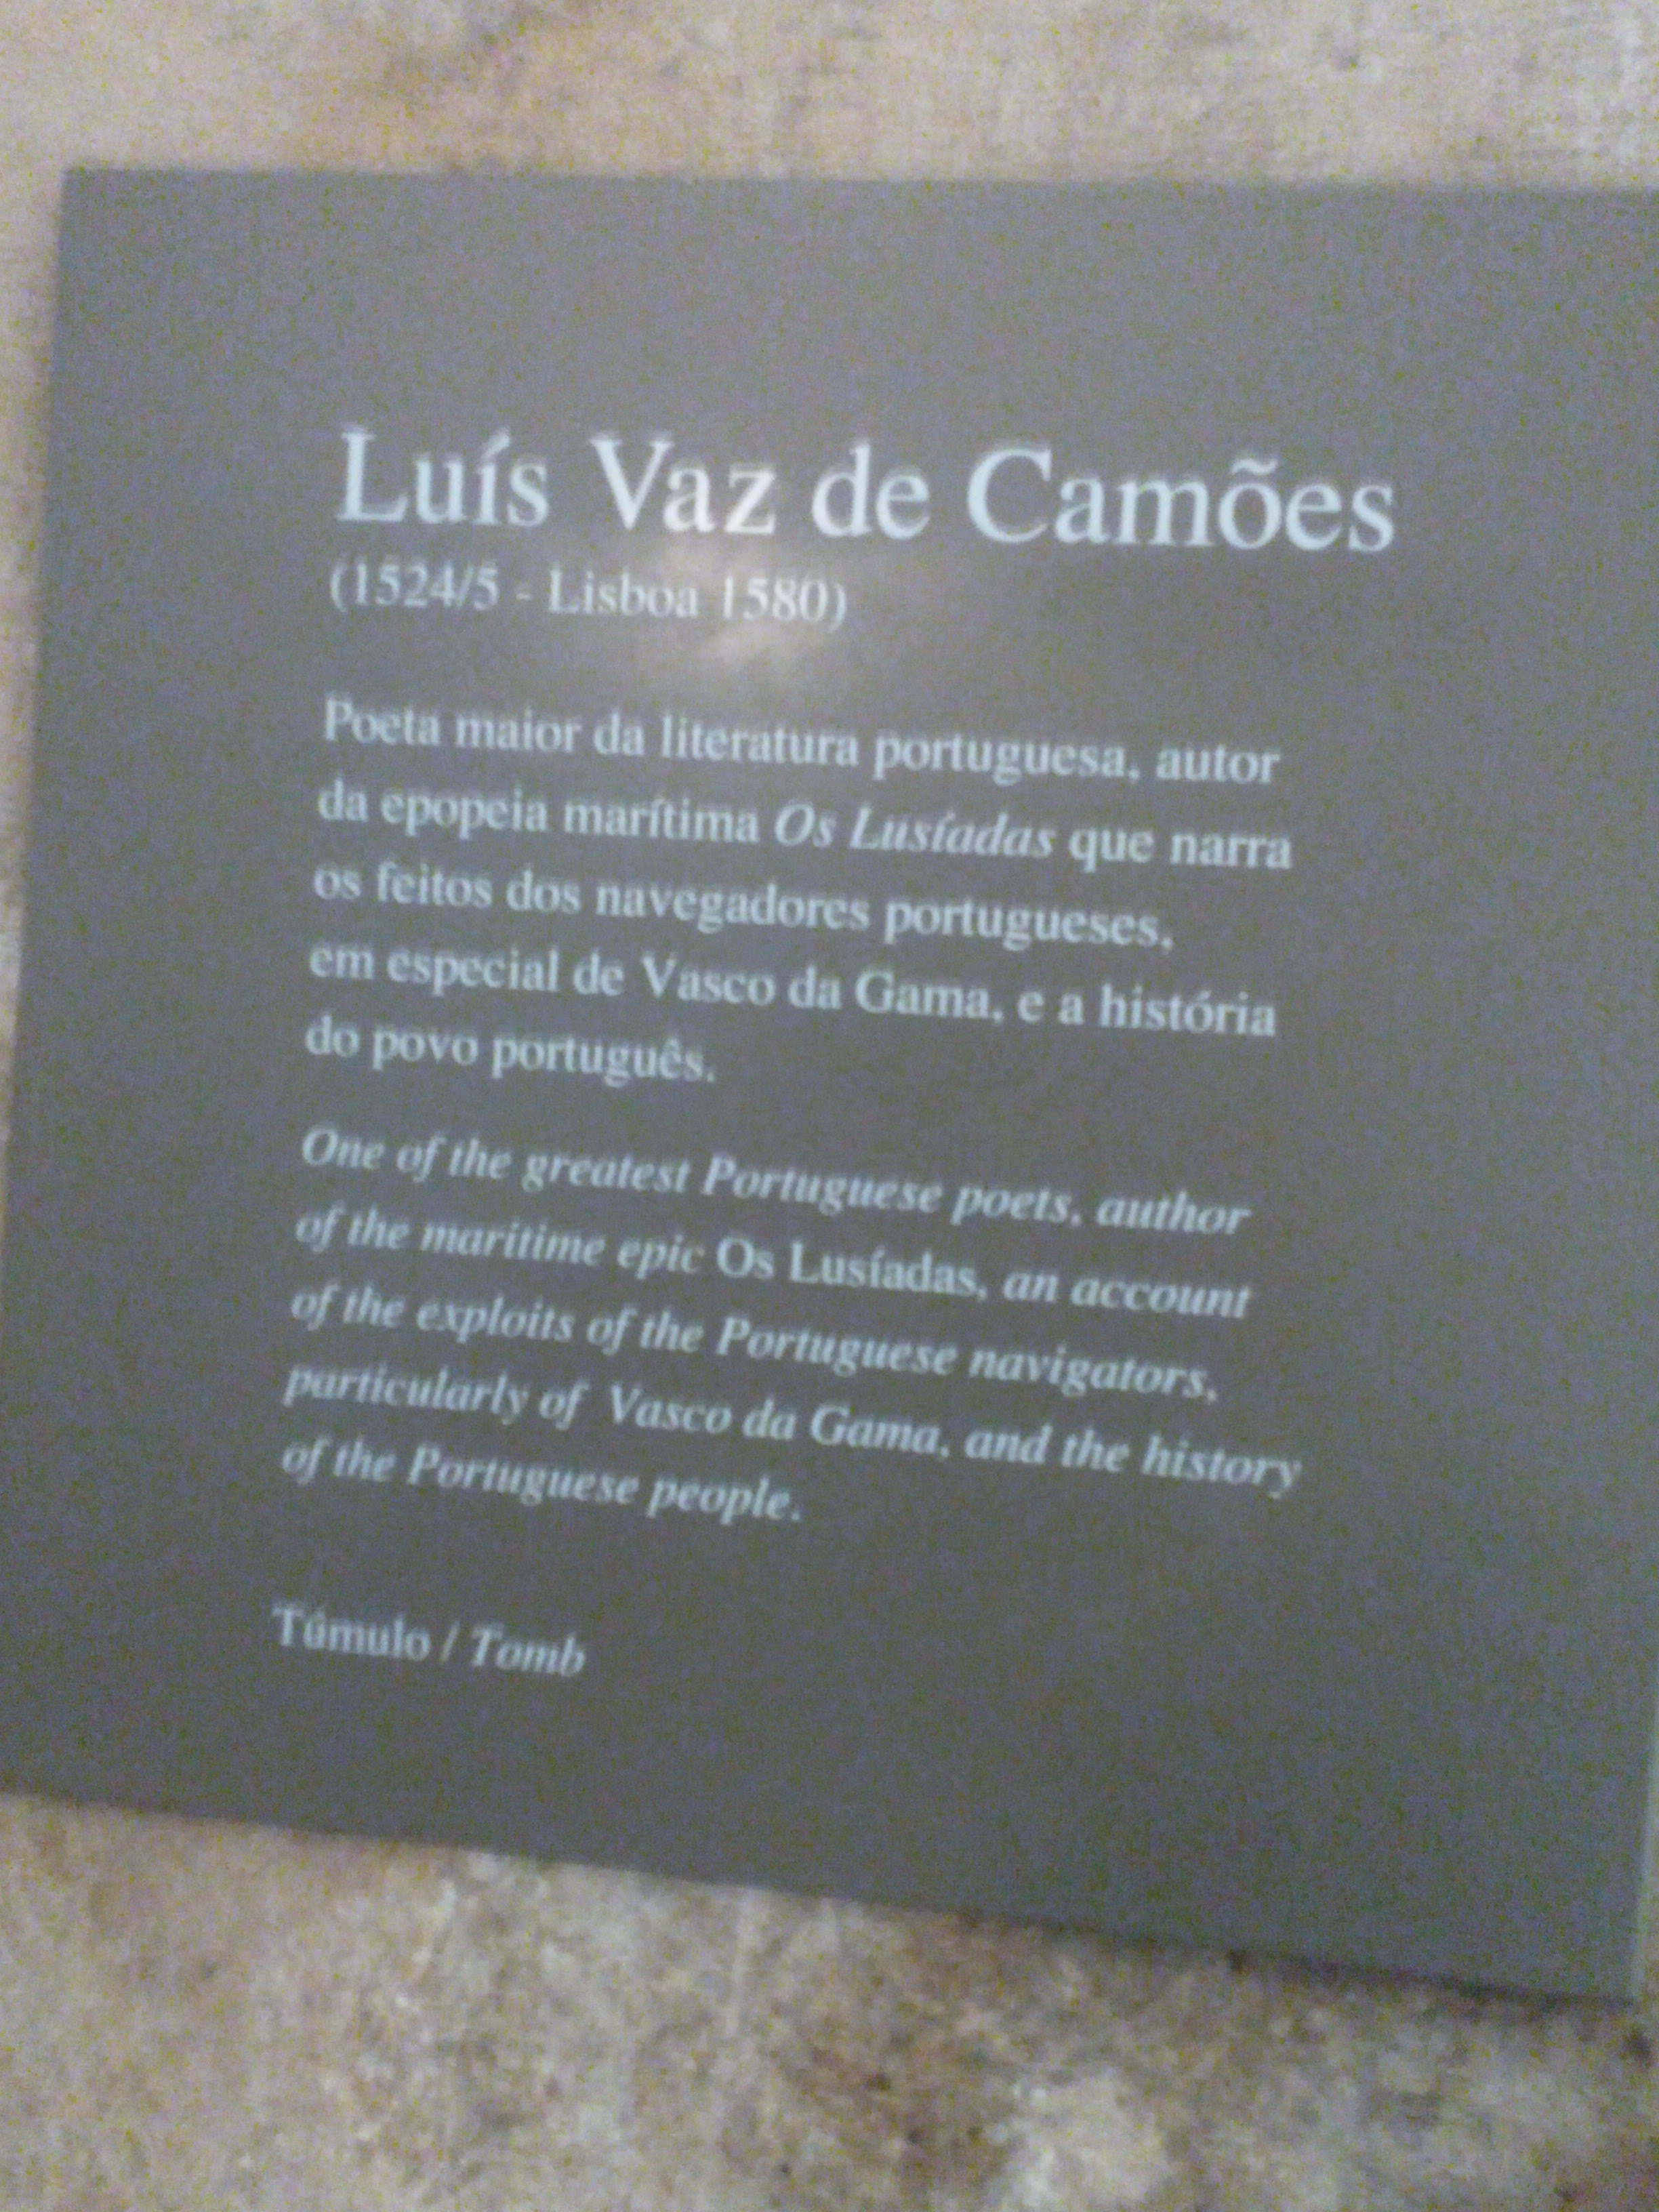 Luís Vaz de Camões
(1524/5 - Lisboa 1580)
Poeta maior da literatura portuguesa, autor
da epopeia marítima Os Lusíadas que narra
os feitos dos navegadores portugueses,
em especial de Vasco da Gama, e a história
do povo português.
One of the greatest Portuguese poets, author
of the maritime epic Os Lusíadas, an account
of the exploits of the Portuguese navigators,
particularly of Vasco da Gama, and the history
of the Portuguese people.
Túmulo / Tomb